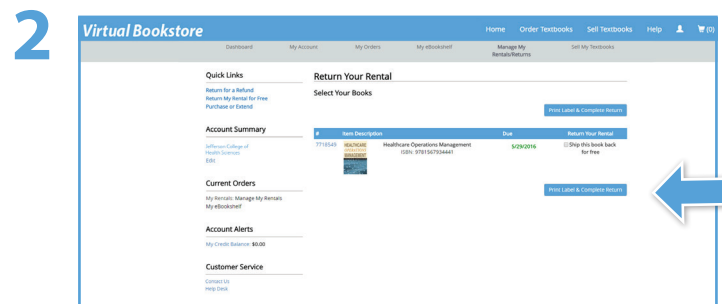 2
Virtual Bookstore
Home Order Textbooks Sell Textbooks Help (0)
Dashboard My Account My Orders My eBookshelf Manage My Rentals/Returns Sell My Textbooks
Quick Links
Return for a Refund
Return My Rental for Free
Purchase or Extend
Account Summary
Jefferson College of
Health Sciences
Edit
Current Orders
My Rentals: Manage My Rentals
My eBookshelf
Account Alerts
My Credit Balance: $0.00
Customer Service
Contact Us
Help Desk
Return Your Rental
Select Your Books
Print Label & Complete Return
# Item Description Due Return Your Rental
7718549 HEALTHCARE OPERATIONS MANAGEMENT Healthcare Operations Management 5/29/2016 Ship this book back
ISBN: 9781567934441 for free
Print Label & Complete Return